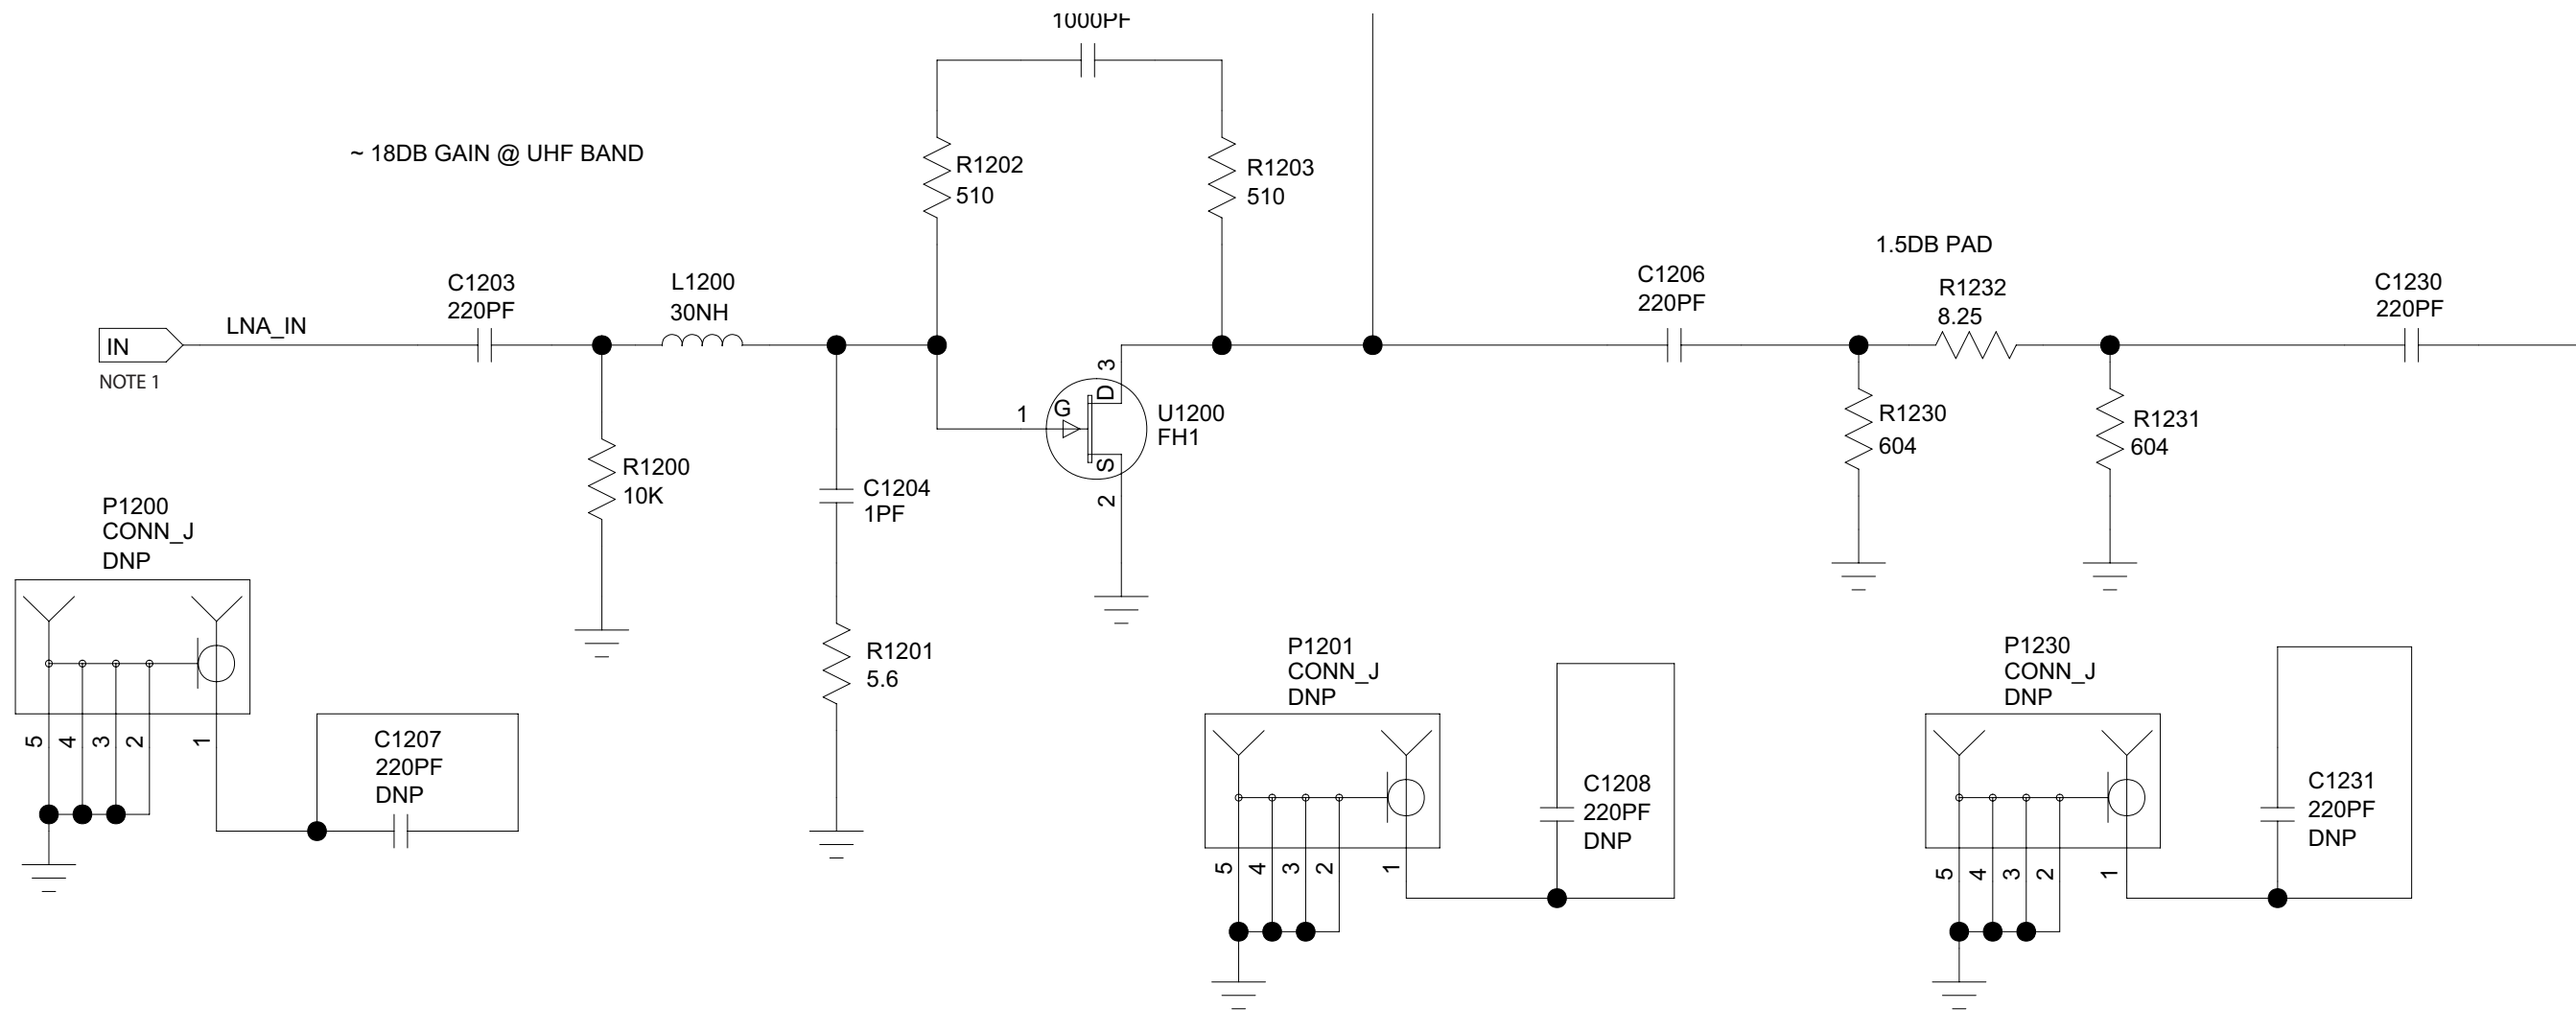 1000PF
~ 18DB GAIN @ UHF BAND
R1202
510
R1203
510
1.5DB PAD
C1203
220PF
L1200
30NH
C1206
220PF
R1232
8.25
C1230
220PF
IN
LNA_IN
NOTE 1
1
G
D
3
S
2
U1200
FH1
R1230
604
R1231
604
R1200
10K
C1204
1PF
P1200
CONN_J
DNP
R1201
5.6
P1201
CONN_J
DNP
P1230
CONN_J
DNP
5
4
3
2
1
C1207
220PF
DNP
C1208
220PF
DNP
C1231
220PF
DNP
5
4
3
2
1
5
4
3
2
1